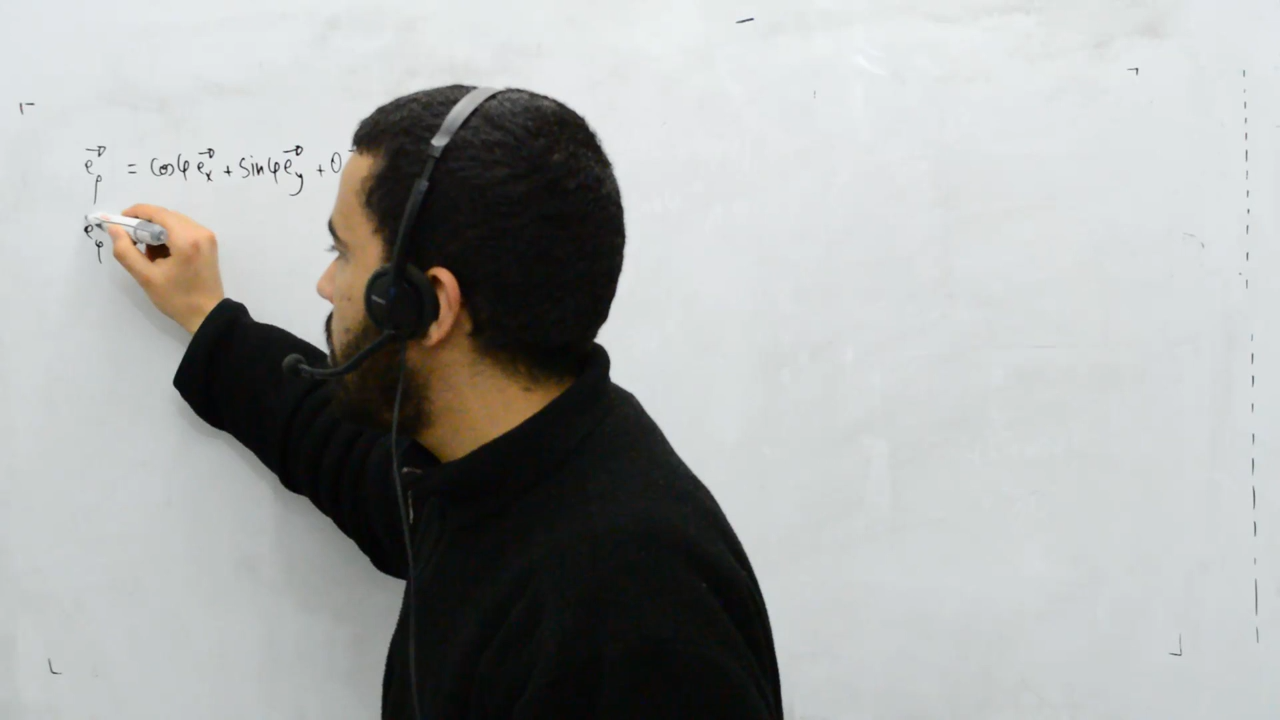 e⃗ρ = cosφ e⃗x + sinφ e⃗y + 0
e⃗φ